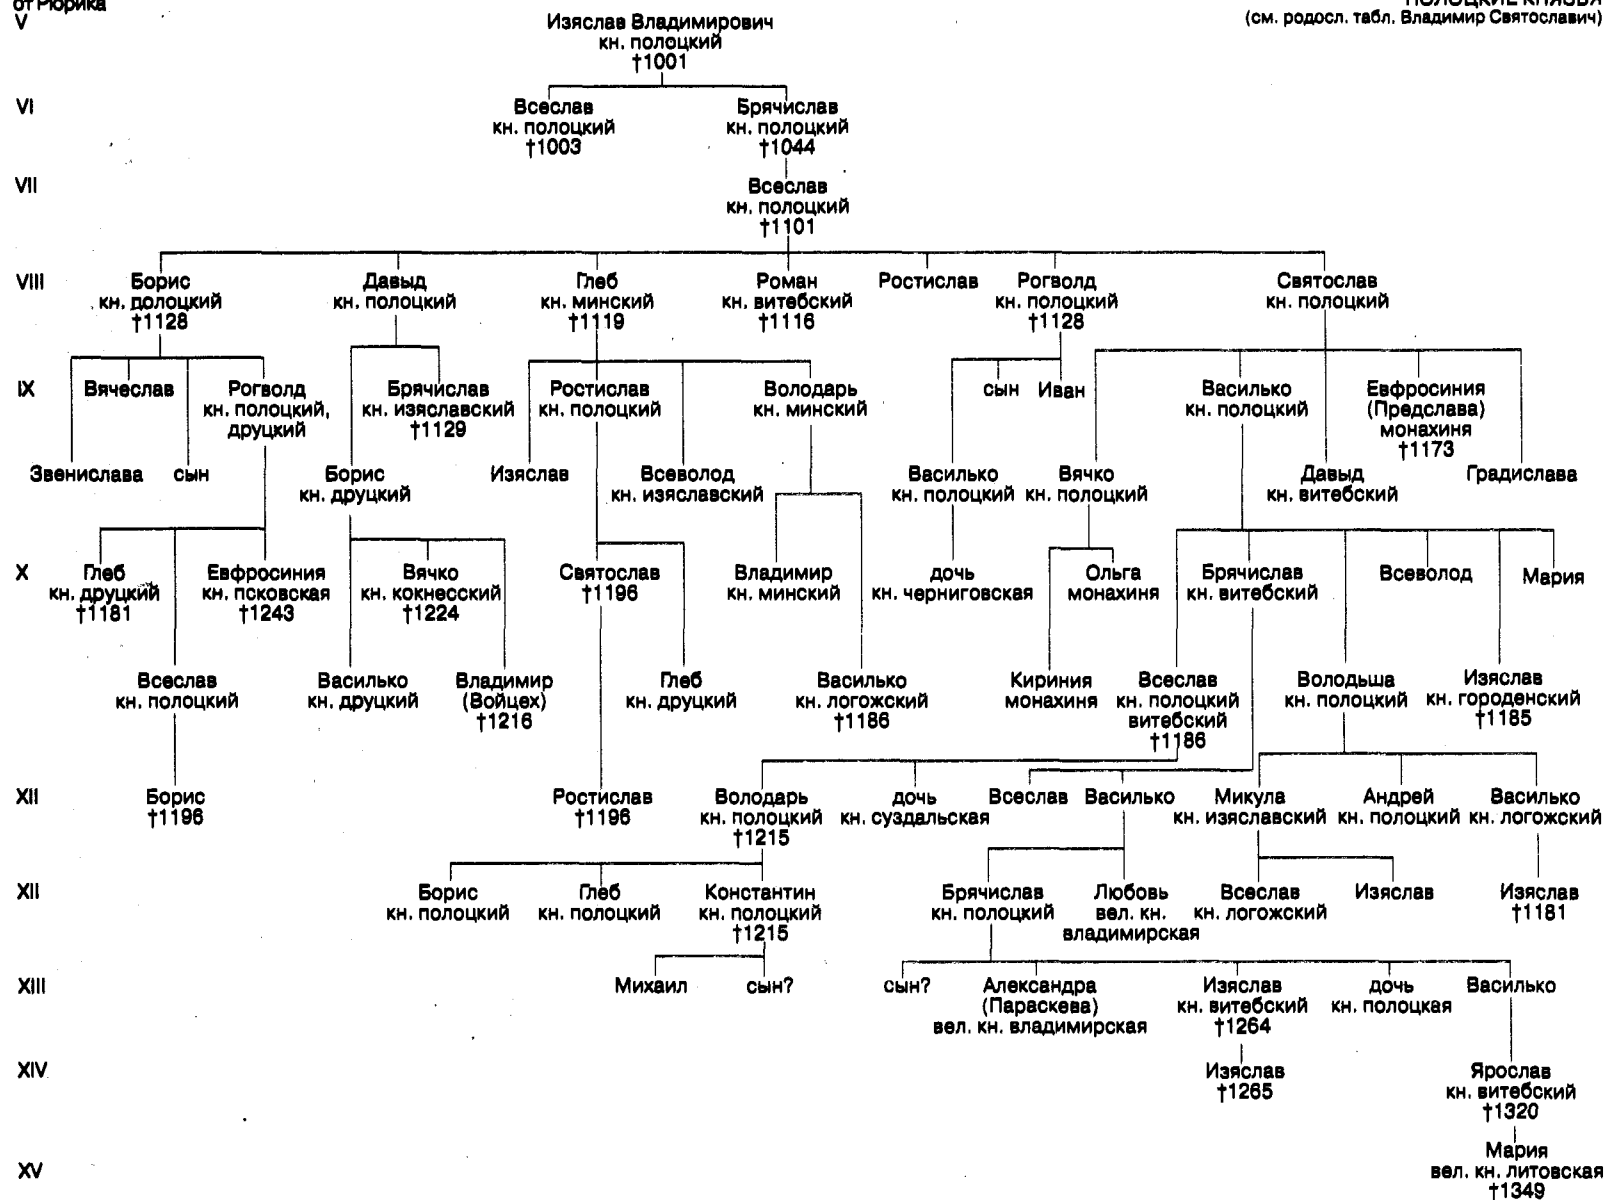 от Рюрика
ПОЛОЦКИЕ КНЯЗЬЯ
(см. родосл. табл. Владимир Святославич)
V
Изяслав Владимирович
кн. полоцкий
†1001
VI
Всеслав
кн. полоцкий
†1003
Брячислав
кн. полоцкий
†1044
VII
Всеслав
кн. полоцкий
†1101
VIII
Борис
кн. долоцкий
†1128
Давыд
кн. полоцкий
Глеб
кн. минский
†1119
Роман
кн. витебский
†1116
Ростислав
Рогволд
кн. полоцкий
†1128
Святослав
кн. полоцкий
IX
Вячеслав
Рогволд
кн. полоцкий,
друцкий
Брячислав
кн. изяславский
†1129
Ростислав
кн. полоцкий
Володарь
кн. минский
сын
Иван
Василько
кн. полоцкий
Евфросиния
(Предслава)
монахиня
†1173
Звенислава
сын
Борис
кн. друцкий
Изяслав
Всеволод
кн. изяславский
Василько
кн. полоцкий
Вячко
кн. полоцкий
Давыд
кн. витебский
Градислава
X
Глеб
кн. друцкий
†1181
Евфросиния
кн. псковская
†1243
Вячко
кн. кокнесский
†1224
Святослав
†1196
Владимир
кн. минский
дочь
кн. черниговская
Ольга
монахиня
Брячислав
кн. витебский
Всеволод
Мария
Всеслав
кн. полоцкий
Василько
кн. друцкий
Владимир
(Войцех)
†1216
Глеб
кн. друцкий
Василько
кн. логожский
†1186
Кириния
монахиня
Всеслав
кн. полоцкий
витебский
†1186
Володьша
кн. полоцкий
Изяслав
кн. городенский
†1185
XII
Борис
†1196
Ростислав
†1196
Володарь
кн. полоцкий
†1215
дочь
кн. суздальская
Всеслав
Василько
Микула
кн. изяславский
Андрей
кн. полоцкий
Василько
кн. логожский
XII
Борис
кн. полоцкий
Глеб
кн. полоцкий
Константин
кн. полоцкий
†1215
Брячислав
кн. полоцкий
Любовь
вел. кн.
владимирская
Всеслав
кн. логожский
Изяслав
Изяслав
†1181
XIII
Михаил
сын?
сын?
Александра
(Параскева)
вел. кн. владимирская
Изяслав
кн. витебский
†1264
дочь
кн. полоцкая
Василько
XIV
Изяслав
†1265
Ярослав
кн. витебский
†1320
XV
Мария
вел. кн. литовская
†1349